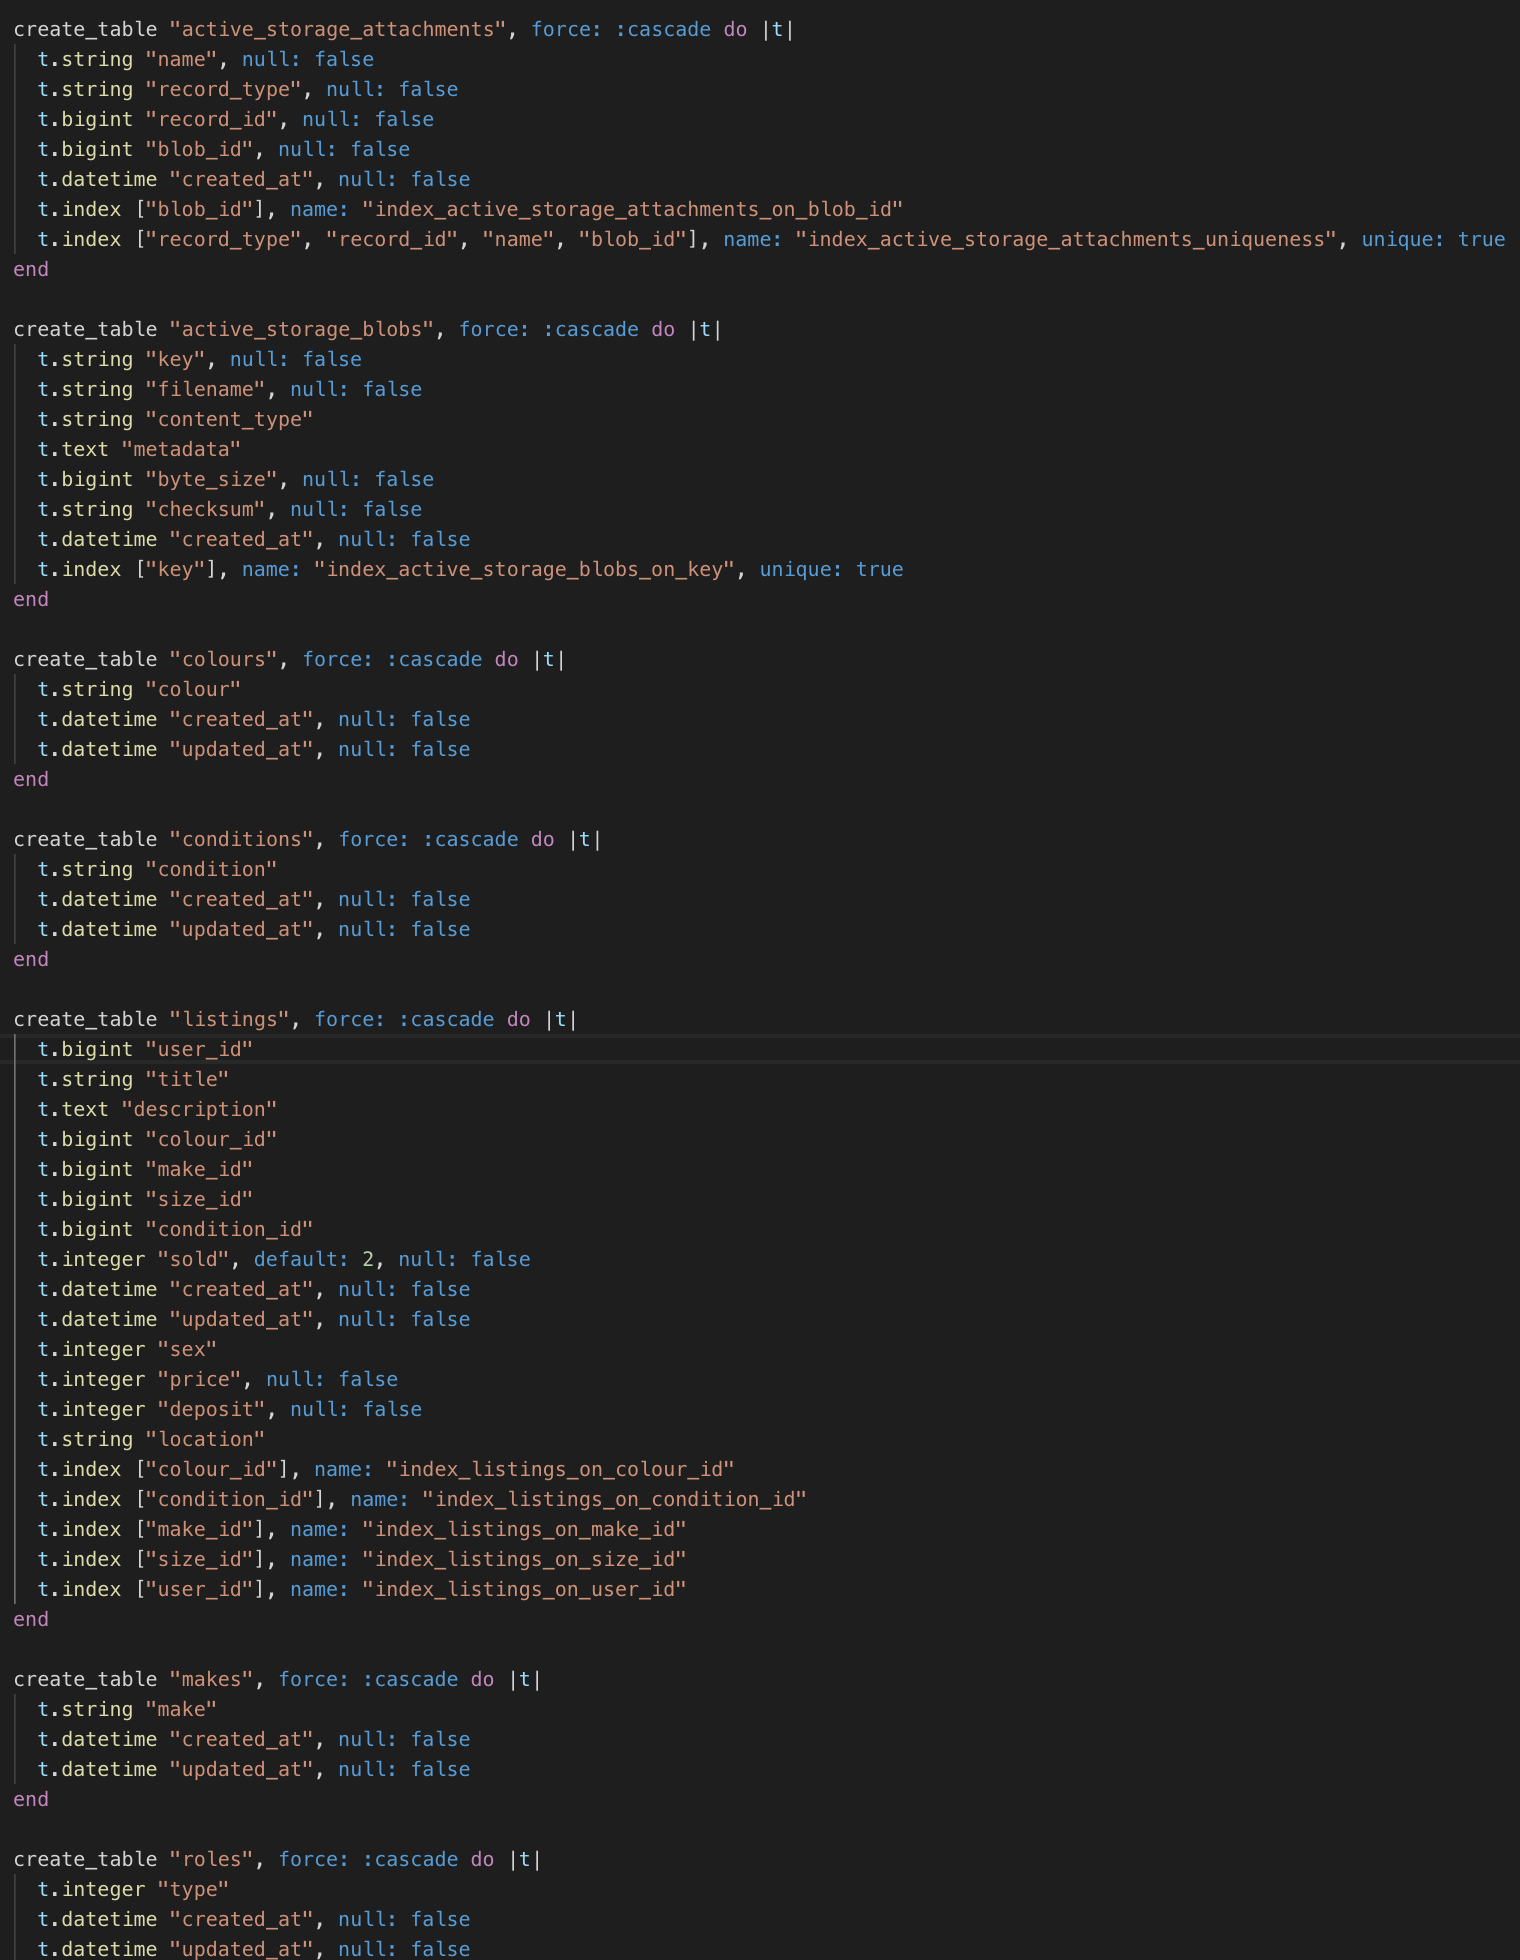 create_table "active_storage_attachments", force: :cascade do |t|
t.string "name", null: false
t.string "record_type", null: false
t.bigint "record_id", null: false
t.bigint "blob_id", null: false
t.datetime "created_at", null: false
t.index ["blob_id"], name: "index_active_storage_attachments_on_blob_id"
t.index ["record_type", "record_id", "name", "blob_id"], name: "index_active_storage_attachments_uniqueness", unique: true
end
create_table "active_storage_blobs", force: :cascade do |t|
t.string "key", null: false
t.string "filename", null: false
t.string "content_type"
t.text "metadata"
t.bigint "byte_size", null: false
t.string "checksum", null: false
t.datetime "created_at", null: false
t.index ["key"], name: "index_active_storage_blobs_on_key", unique: true
end
create_table "colours", force: :cascade do |t|
t.string "colour"
t.datetime "created_at", null: false
t.datetime "updated_at", null: false
end
create_table "conditions", force: :cascade do |t|
t.string "condition"
t.datetime "created_at", null: false
t.datetime "updated_at", null: false
end
create_table "listings", force: :cascade do |t|
t.bigint "user_id"
t.string "title"
t.text "description"
t.bigint "colour_id"
t.bigint "make_id"
t.bigint "size_id"
t.bigint "condition_id"
t.integer "sold", default: 2, null: false
t.datetime "created_at", null: false
t.datetime "updated_at", null: false
t.integer "sex"
t.integer "price", null: false
t.integer "deposit", null: false
t.string "location"
t.index ["colour_id"], name: "index_listings_on_colour_id"
t.index ["condition_id"], name: "index_listings_on_condition_id"
t.index ["make_id"], name: "index_listings_on_make_id"
t.index ["size_id"], name: "index_listings_on_size_id"
t.index ["user_id"], name: "index_listings_on_user_id"
end
create_table "makes", force: :cascade do |t|
t.string "make"
t.datetime "created_at", null: false
t.datetime "updated_at", null: false
end
create_table "roles", force: :cascade do |t|
t.integer "type"
t.datetime "created_at", null: false
t.datetime "updated_at", null: false